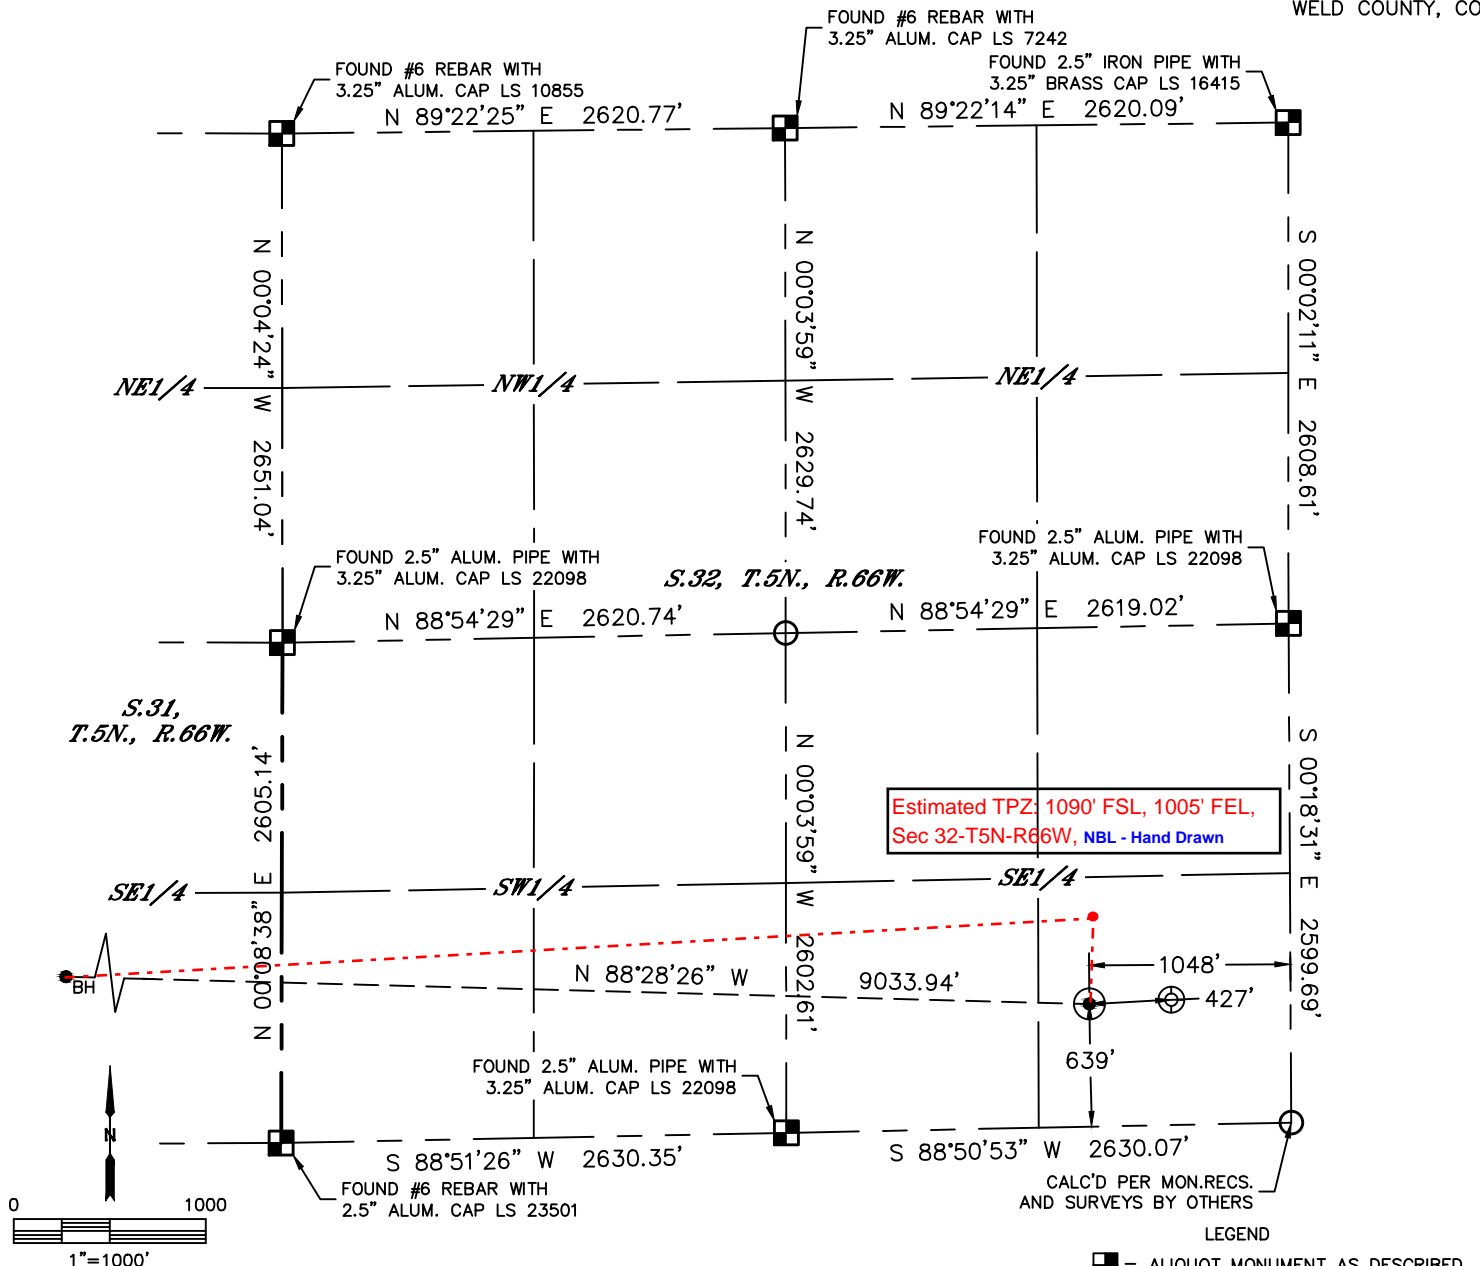 WELD COUNTY, CO
FOUND #6 REBAR WITH
3.25" ALUM. CAP LS 7242
FOUND #6 REBAR WITH
3.25" ALUM. CAP LS 10855
FOUND 2.5" IRON PIPE WITH
3.25" BRASS CAP LS 16415
N 89°22'25" E 2620.77'
N 89°22'14" E 2620.09'
N 00°04'24" W 2651.04'
N 00°03'59" W 2629.74'
S 00°02'11" E 2608.61'
NE1/4
NW1/4
NE1/4
FOUND 2.5" ALUM. PIPE WITH
3.25" ALUM. CAP LS 22098
S.32, T.5N., R.66W.
FOUND 2.5" ALUM. PIPE WITH
3.25" ALUM. CAP LS 22098
N 88°54'29" E 2620.74'
N 88°54'29" E 2619.02'
S.31,
T.5N., R.66W.
N 00°08'38" E 2605.14'
N 00°03'59" W 2602.61'
S 00°18'31" E 2599.69'
Estimated TPZ: 1090' FSL, 1005' FEL,
Sec 32-T5N-R66W, NBL - Hand Drawn
SE1/4
SW1/4
SE1/4
BH
N 88°28'26" W 9033.94'
1048'
427'
639'
FOUND 2.5" ALUM. PIPE WITH
3.25" ALUM. CAP LS 22098
N
S 88°51'26" W 2630.35'
S 88°50'53" W 2630.07'
FOUND #6 REBAR WITH
2.5" ALUM. CAP LS 23501
CALC'D PER MON.RECS.
AND SURVEYS BY OTHERS
0 1000
1"=1000'
LEGEND
= ALIQUOT MONUMENT AS DESCRIBED